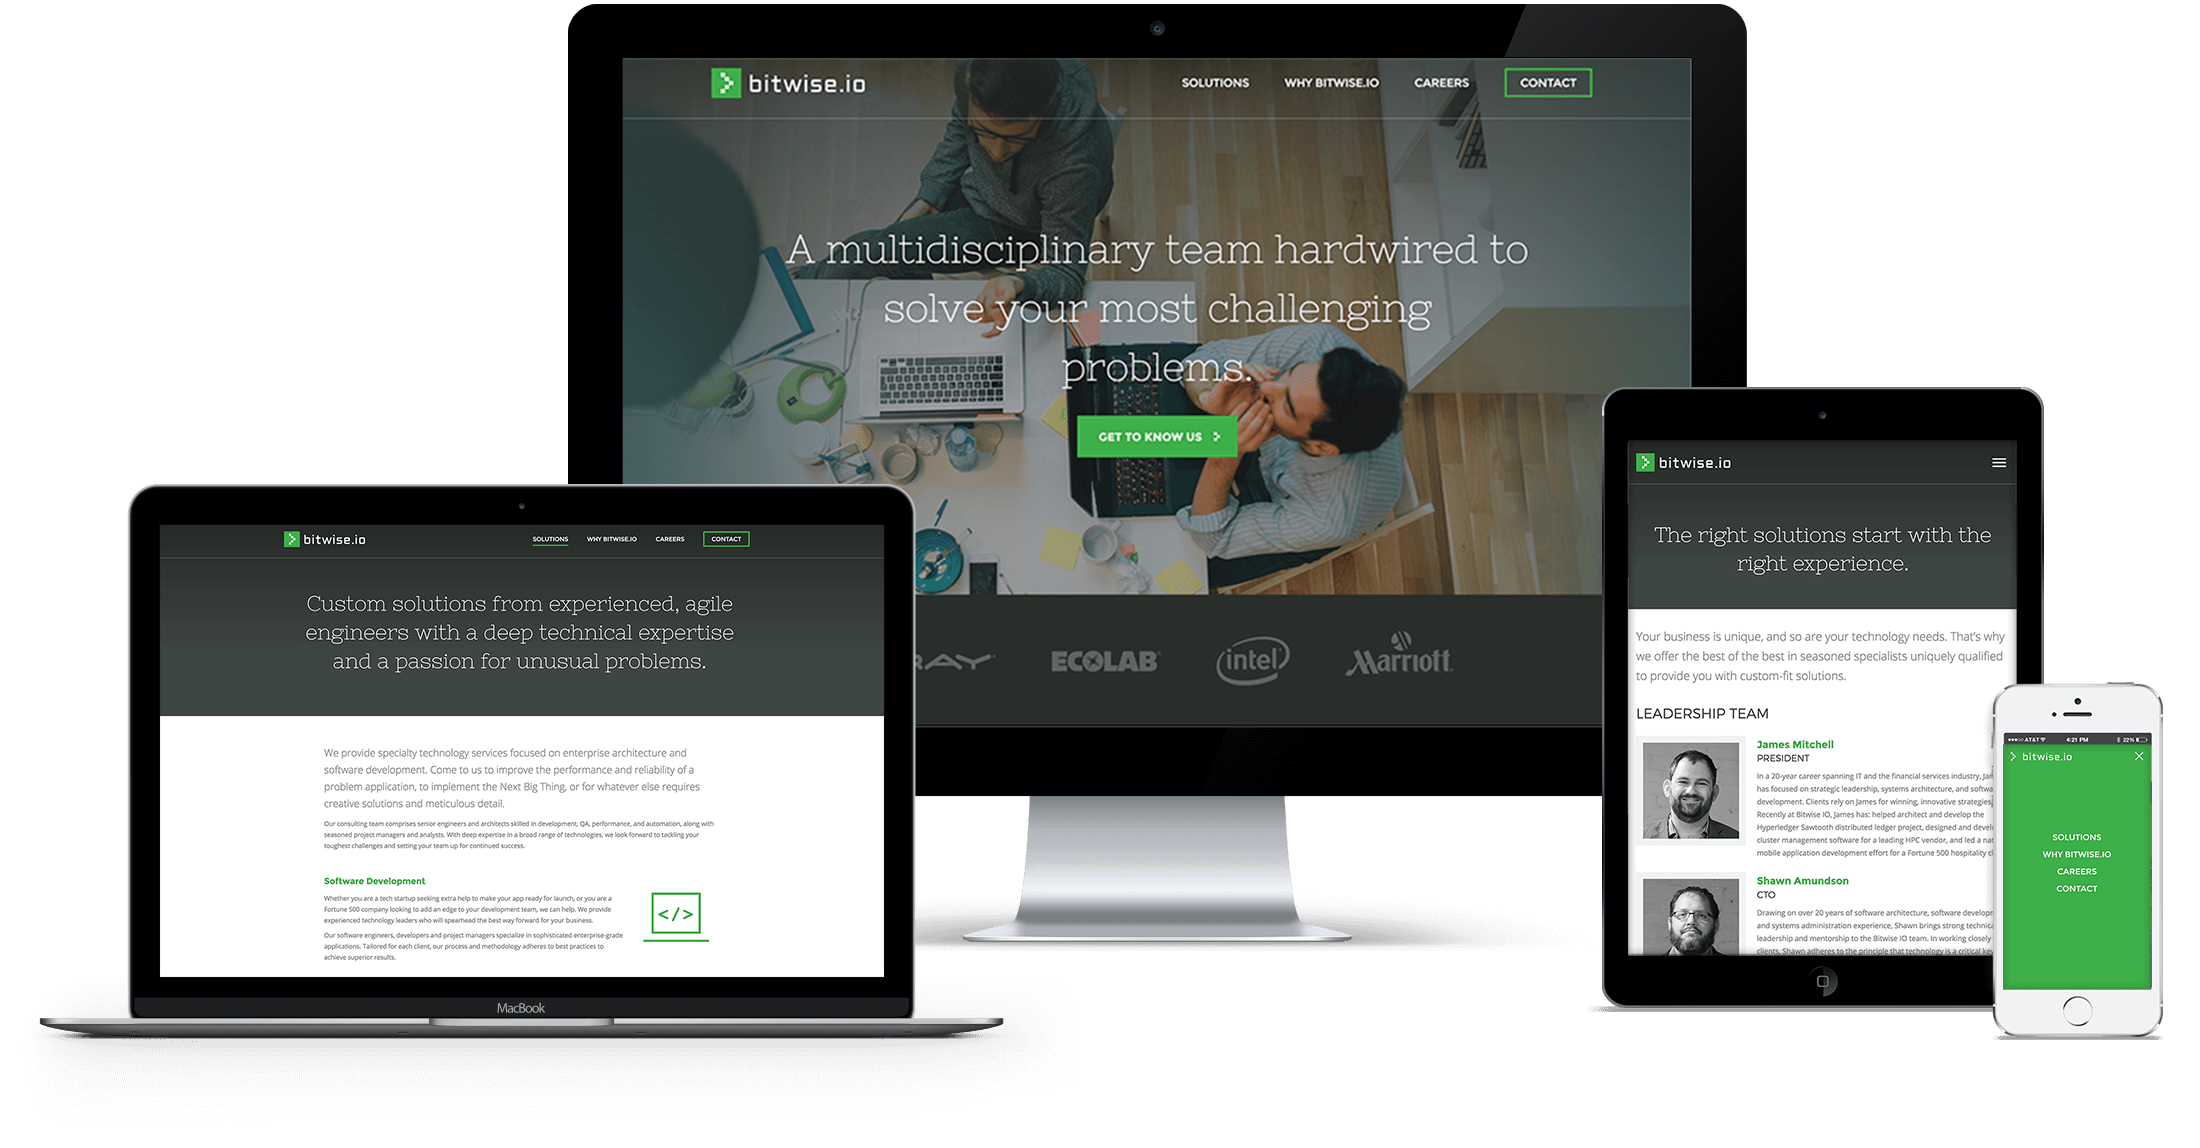 bitwise.io
SOLUTIONS
WHY BITWISE.IO
CAREERS
CONTACT
A multidisciplinary team hardwired to
solve your most challenging
problems.
GET TO KNOW US
RAY
ECOLAB
intel
Marriott
bitwise.io
SOLUTIONS
WHY BITWISE.IO
CAREERS
CONTACT
Custom solutions from experienced, agile
engineers with a deep technical expertise
and a passion for unusual problems.
We provide specialty technology services focused on enterprise architecture and
software development. Come to us to improve the performance and reliability of a
problem application, to implement the Next Big Thing, or for whatever else requires
creative solutions and meticulous detail.
Our consulting team comprises senior engineers and architects skilled in development, QA, performance, and automation, along with
seasoned project managers and analysts. With deep expertise in a broad range of technologies, we look forward to tackling your
toughest challenges and setting your team up for continued success.
Software Development
Whether you are a tech startup seeking extra help to make your app ready for launch, or you are a
Fortune 500 company looking to add an edge to your development team, we can help. We provide
experienced technology leaders who will spearhead the best way forward for your business.
</>
Our software engineers, developers and project managers specialize in sophisticated enterprise-grade
applications. Tailored for each client, our process and methodology adheres to best practices to
achieve superior results.
MacBook
bitwise.io
The right solutions start with the
right experience.
Your business is unique, and so are your technology needs. That's why
we offer the best of the best in seasoned specialists uniquely qualified
to provide you with custom-fit solutions.
LEADERSHIP TEAM
James Mitchell
PRESIDENT
In a 20-year career spanning IT and the financial services industry, Jam
has focused on strategic leadership, systems architecture, and softwa
development. Clients rely on James for winning, innovative strategies,
Recently at Bitwise IO, James has: helped architect and develop the
Hyperledger Sawtooth distributed ledger project, designed and devel
cluster management software for a leading HPC vendor, and led a nat
mobile application development effort for a Fortune 500 hospitality cl
Shawn Amundson
CTO
Drawing on over 20 years of software architecture, software developm
and systems administration experience, Shawn brings strong technica
leadership and mentorship to the Bitwise IO team. In working closely
clients, Shawn adheres to the principle that technology is a critical key
AT&T
4:21 PM
22%
bitwise.io
SOLUTIONS
WHY BITWISE.IO
CAREERS
CONTACT